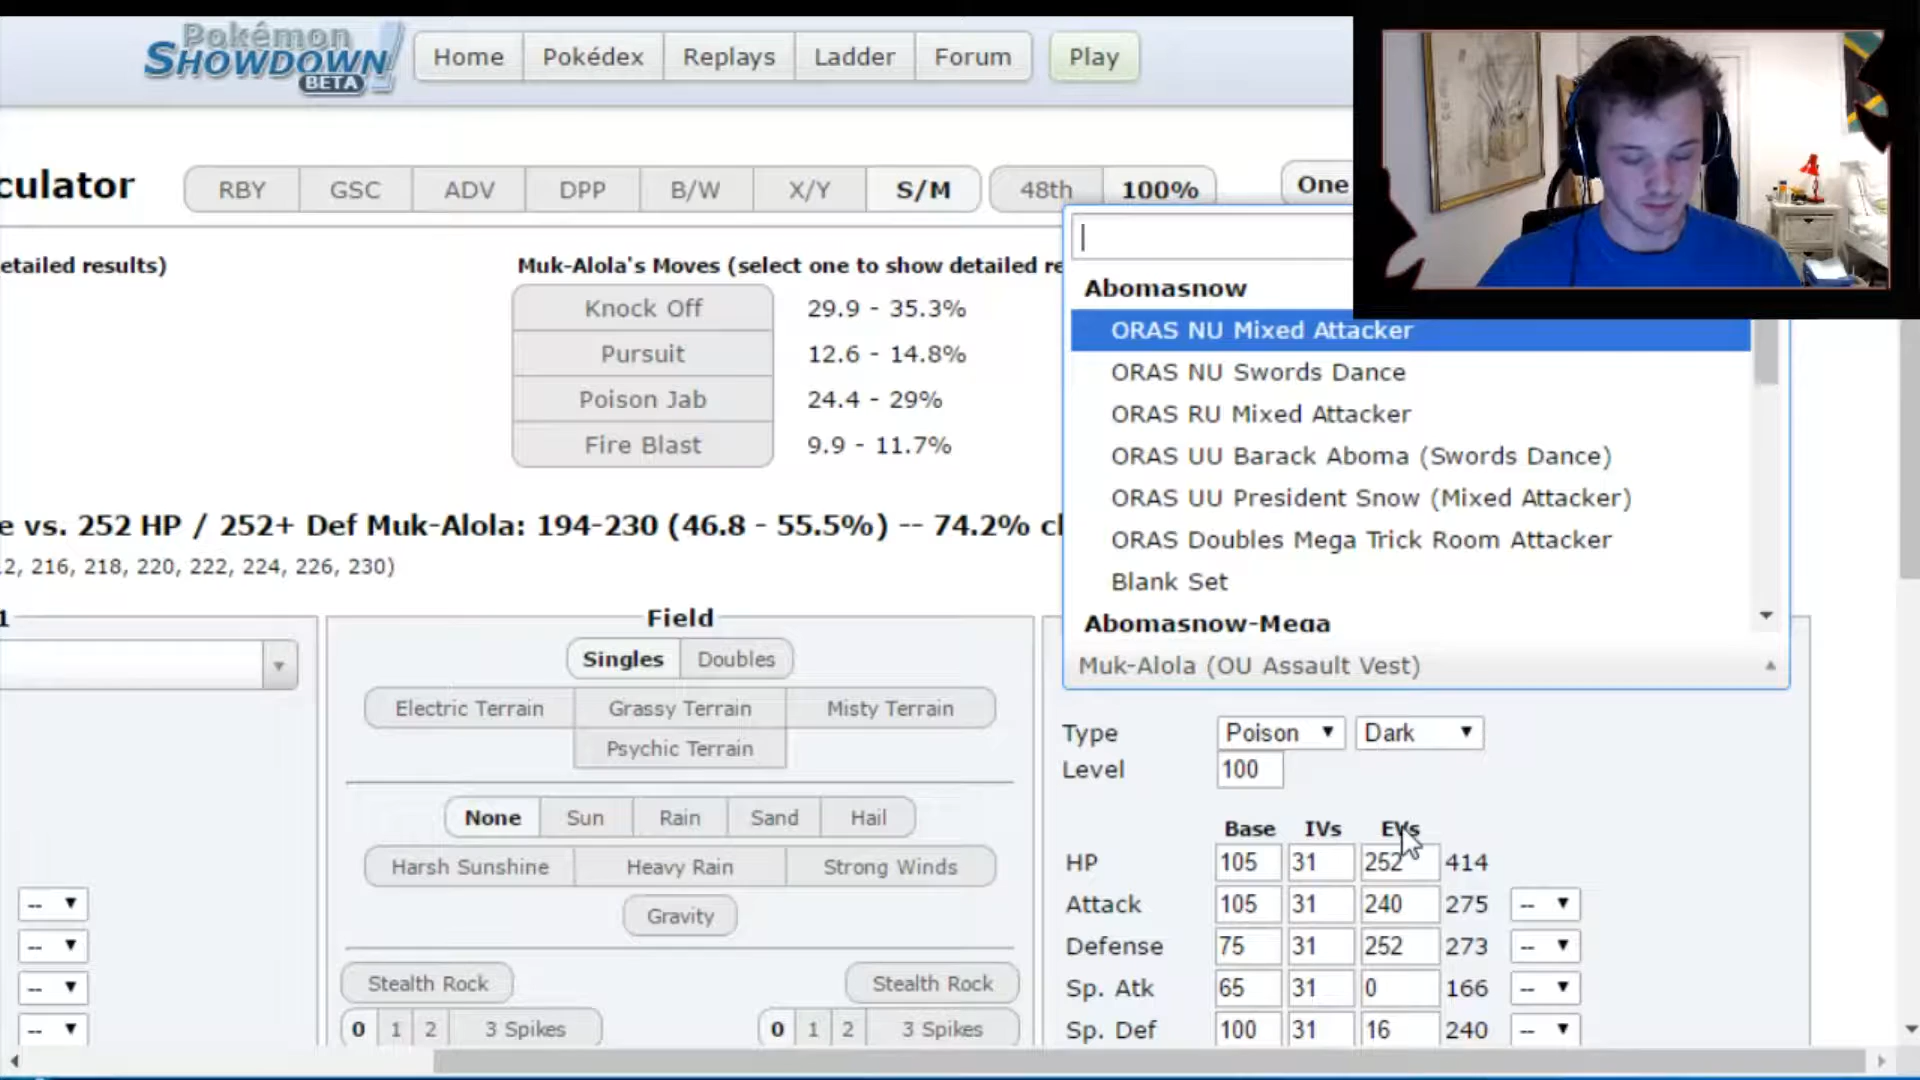 Pokémon
SHOWDOWN!
BETA
Home Pokédex Replays Ladder Forum Play
culator RBY GSC ADV DPP B/W X/Y S/M 48th 100% One
etailed results)
Muk-Alola's Moves (select one to show detailed re
Knock Off 29.9 - 35.3%
Pursuit 12.6 - 14.8%
Poison Jab 24.4 - 29%
Fire Blast 9.9 - 11.7%
Abomasnow
ORAS NU Mixed Attacker
ORAS NU Swords Dance
ORAS RU Mixed Attacker
ORAS UU Barack Aboma (Swords Dance)
ORAS UU President Snow (Mixed Attacker)
ORAS Doubles Mega Trick Room Attacker
Blank Set
Abomasnow-Mega
Muk-Alola (OU Assault Vest)
e vs. 252 HP / 252+ Def Muk-Alola: 194-230 (46.8 - 55.5%) -- 74.2% cl
2, 216, 218, 220, 222, 224, 226, 230)
1
Field
Singles Doubles
Electric Terrain Grassy Terrain Misty Terrain
Psychic Terrain
None Sun Rain Sand Hail
Harsh Sunshine Heavy Rain Strong Winds
Gravity
Stealth Rock Stealth Rock
0 1 2 3 Spikes 0 1 2 3 Spikes
-- 
--
--
--
Type Poison Dark
Level 100
Base IVs EVs
HP 105 31 252 414
Attack 105 31 240 275 --
Defense 75 31 252 273 --
Sp. Atk 65 31 0 166 --
Sp. Def 100 31 16 240 --